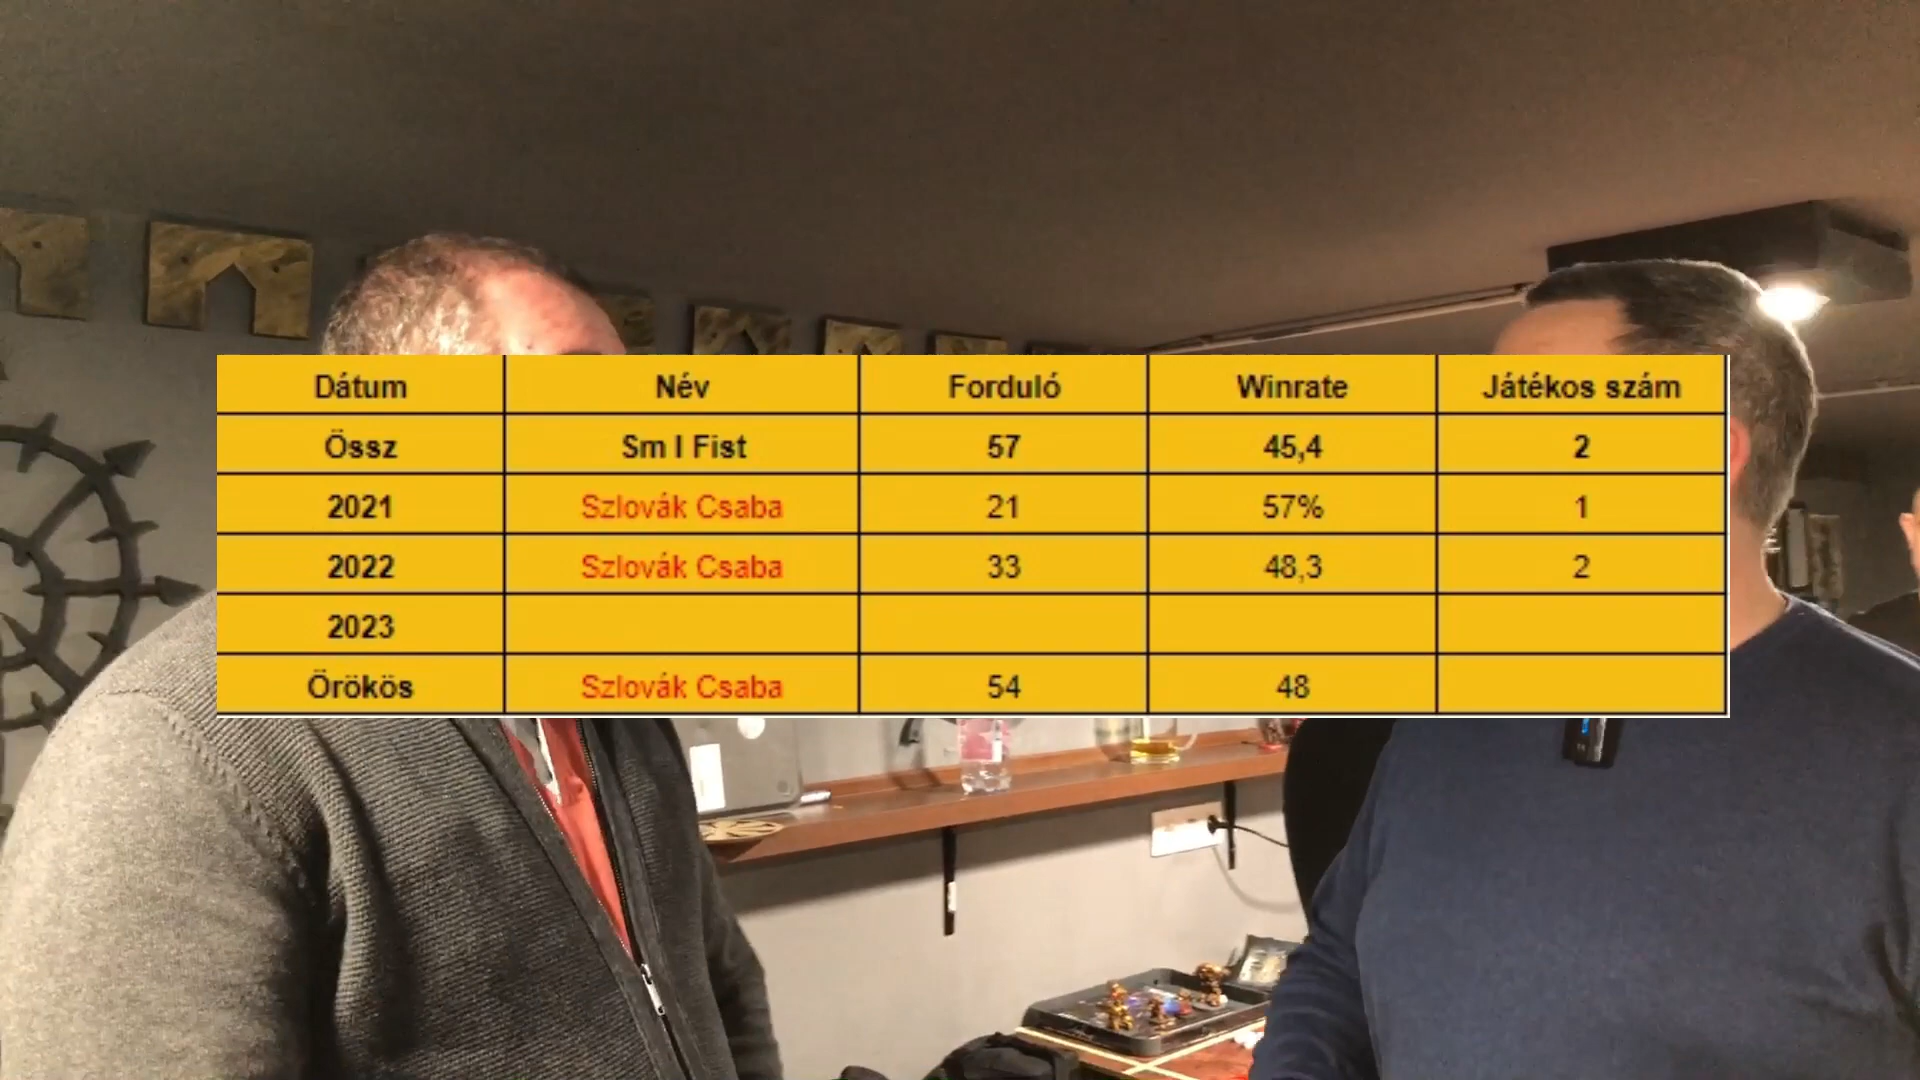 Dátum Név Forduló Winrate Játékos szám
Össz Sm I Fist 57 45,4 2
2021 Szlovák Csaba 21 57% 1
2022 Szlovák Csaba 33 48,3 2
2023
Örökös Szlovák Csaba 54 48